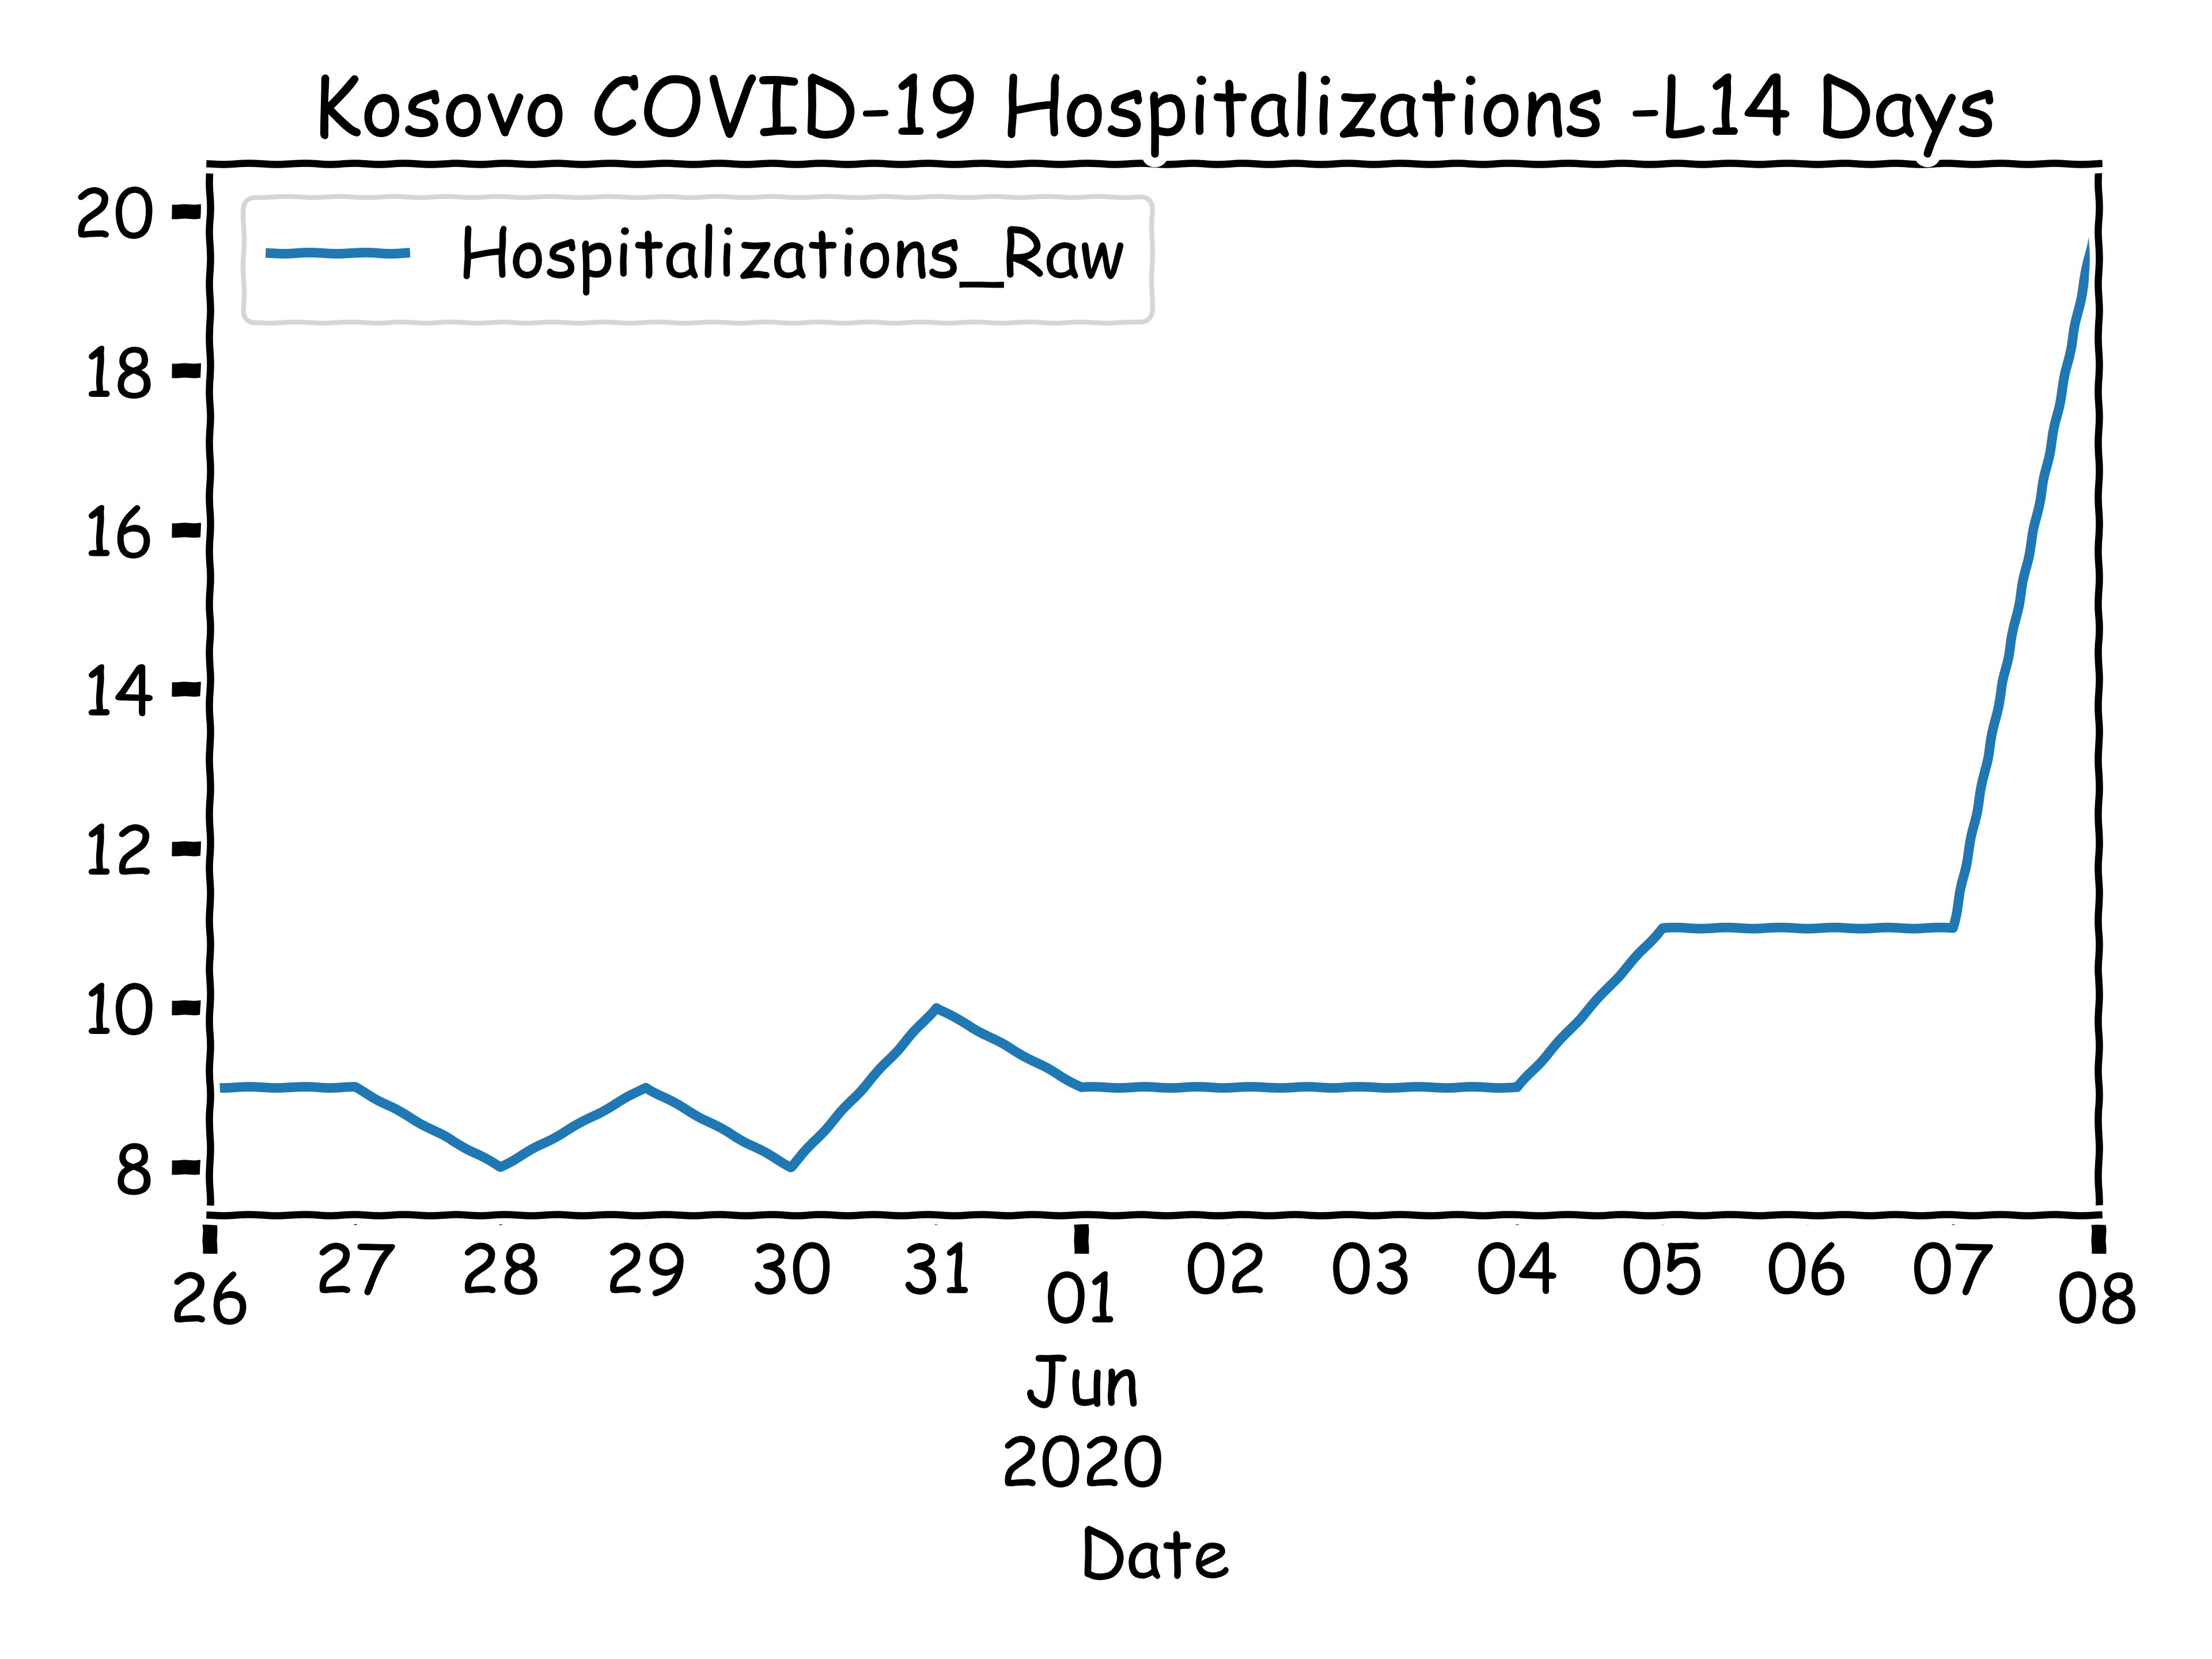 Kosovo COVID-19 Hospitalizations -L14 Days
Hospitalizations_Raw
20
18
16
14
12
10
8
26 27 28 29 30 31 01 02 03 04 05 06 07 08
Jun
2020
Date